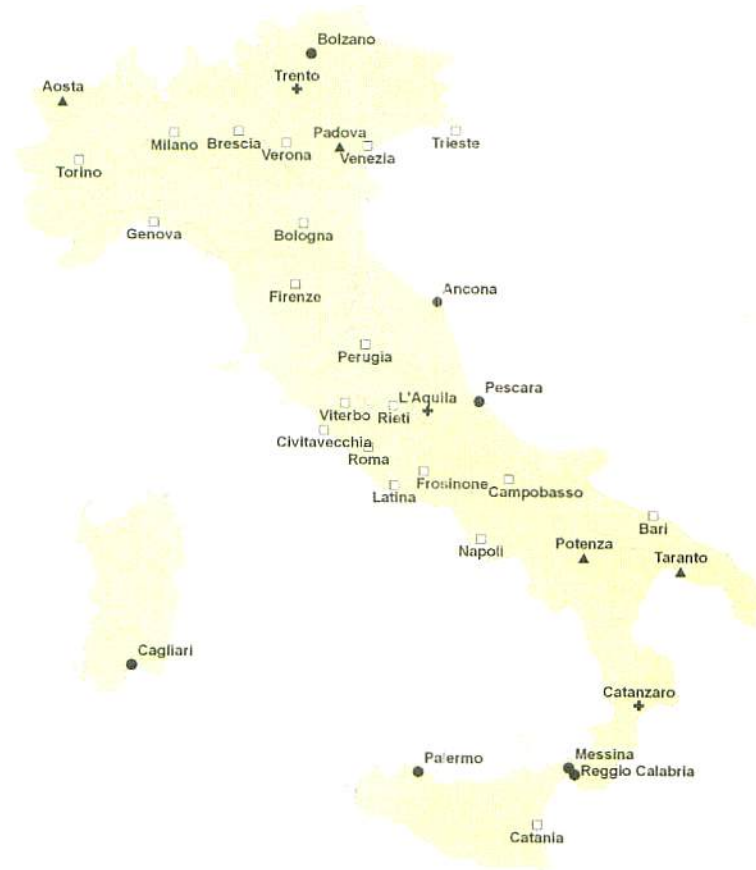 Bolzano
Trento
Aosta
Padova
Milano
Brescia
Verona
Venezia
Trieste
Torino
Genova
Bologna
Firenze
Ancona
Perugia
L'Aquila
Pescara
Viterbo
Rieti
Civitavecchia
Roma
Frosinone
Latina
Campobasso
Bari
Napoli
Potenza
Taranto
Cagliari
Catanzaro
Palermo
Messina
Reggio Calabria
Catania